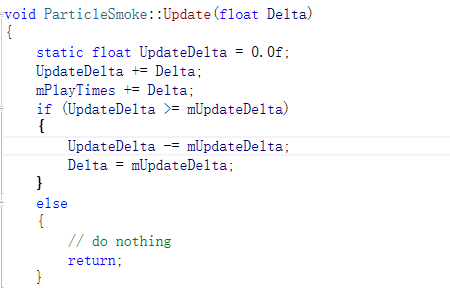 void ParticleSmoke::Update(float Delta)
{
    static float UpdateDelta = 0.0f;
    UpdateDelta += Delta;
    mPlayTimes += Delta;
    if (UpdateDelta >= mUpdateDelta)
    {
        UpdateDelta -= mUpdateDelta;
        Delta = mUpdateDelta;
    }
    else
    {
        // do nothing
        return;
    }